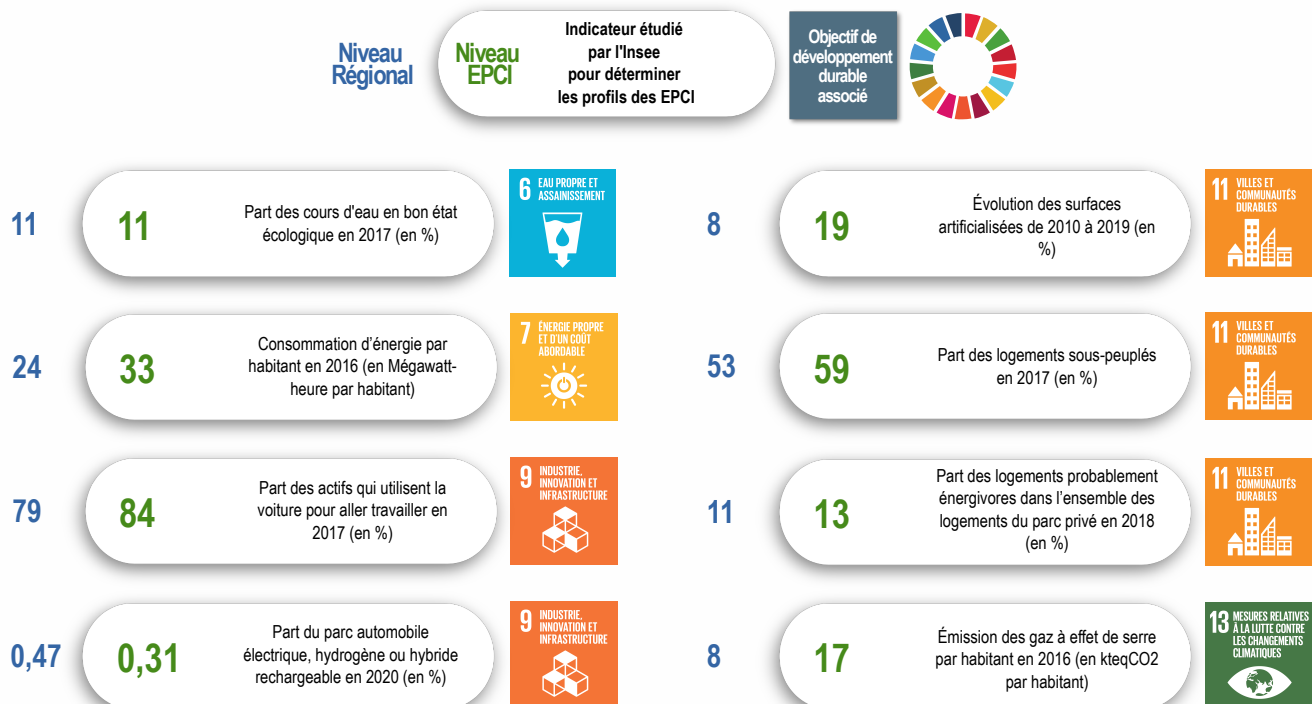 Niveau
Régional
Niveau
EPCI
Indicateur étudié
par l'Insee
pour déterminer
les profils des EPCI
Objectif de
développement
durable
associé
11
11
Part des cours d'eau en bon état
écologique en 2017 (en %)
6 EAU PROPRE ET
ASSAINISSEMENT
8
19
Évolution des surfaces
artificialisées de 2010 à 2019 (en
%)
11 VILLES ET
COMMUNAUTÉS
DURABLES
24
33
Consommation d'énergie par
habitant en 2016 (en Mégawatt-
heure par habitant)
7 ÉNERGIE PROPRE
ET D'UN COÛT
ABORDABLE
53
59
Part des logements sous-peuplés
en 2017 (en %)
11 VILLES ET
COMMUNAUTÉS
DURABLES
79
84
Part des actifs qui utilisent la
voiture pour aller travailler en
2017 (en %)
9 INDUSTRIE,
INNOVATION ET
INFRASTRUCTURE
11
13
Part des logements probablement
énergivores dans l'ensemble des
logements du parc privé en 2018
(en %)
11 VILLES ET
COMMUNAUTÉS
DURABLES
0,47
0,31
Part du parc automobile
électrique, hydrogène ou hybride
rechargeable en 2020 (en %)
9 INDUSTRIE,
INNOVATION ET
INFRASTRUCTURE
8
17
Émission des gaz à effet de serre
par habitant en 2016 (en kteqCO2
par habitant)
13 MESURES RELATIVES
À LA LUTTE CONTRE
LES CHANGEMENTS
CLIMATIQUES